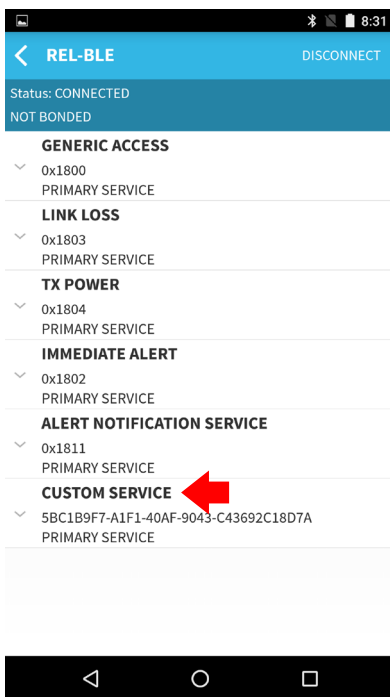 8:31
REL-BLE
DISCONNECT
Status: CONNECTED
NOT BONDED
GENERIC ACCESS
0x1800
PRIMARY SERVICE
LINK LOSS
0x1803
PRIMARY SERVICE
TX POWER
0x1804
PRIMARY SERVICE
IMMEDIATE ALERT
0x1802
PRIMARY SERVICE
ALERT NOTIFICATION SERVICE
0x1811
PRIMARY SERVICE
CUSTOM SERVICE
5BC1B9F7-A1F1-40AF-9043-C43692C18D7A
PRIMARY SERVICE